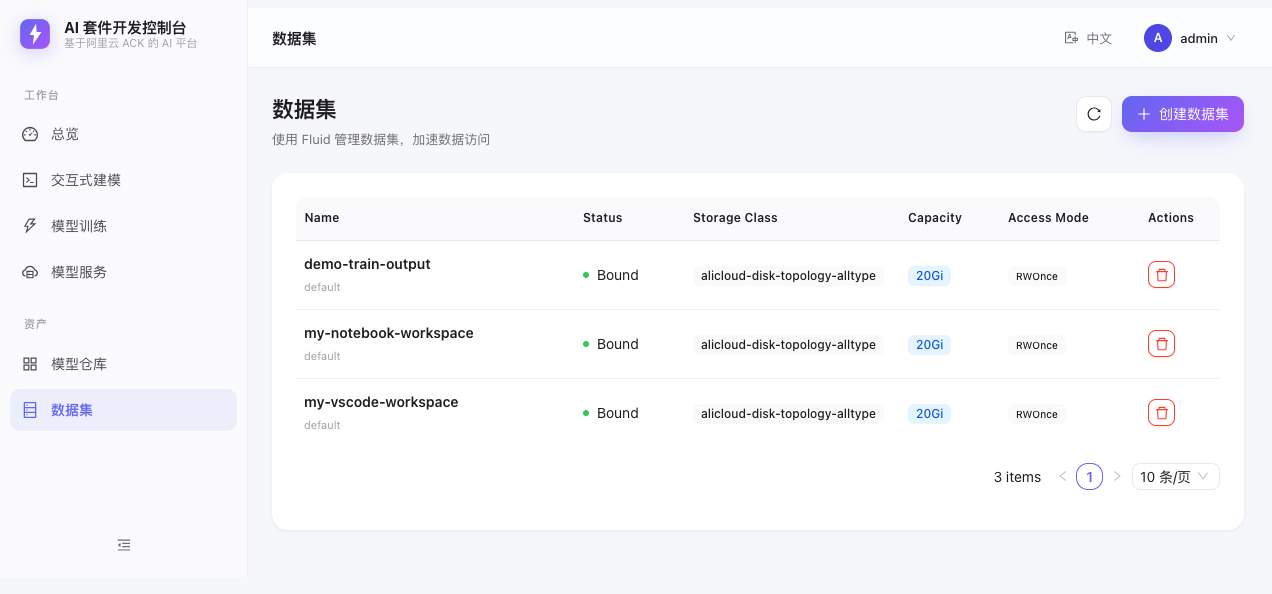 AI 套件开发控制台
基于阿里云 ACK 的 AI 平台
工作台
总览
交互式建模
模型训练
模型服务
资产
模型仓库
数据集
数据集
中文
A admin
数据集
使用 Fluid 管理数据集，加速数据访问
创建数据集
Name Status Storage Class Capacity Access Mode Actions
demo-train-output
default
Bound alicloud-disk-topology-alltype 20Gi RWOnce
my-notebook-workspace
default
Bound alicloud-disk-topology-alltype 20Gi RWOnce
my-vscode-workspace
default
Bound alicloud-disk-topology-alltype 20Gi RWOnce
3 items 1 10 条/页